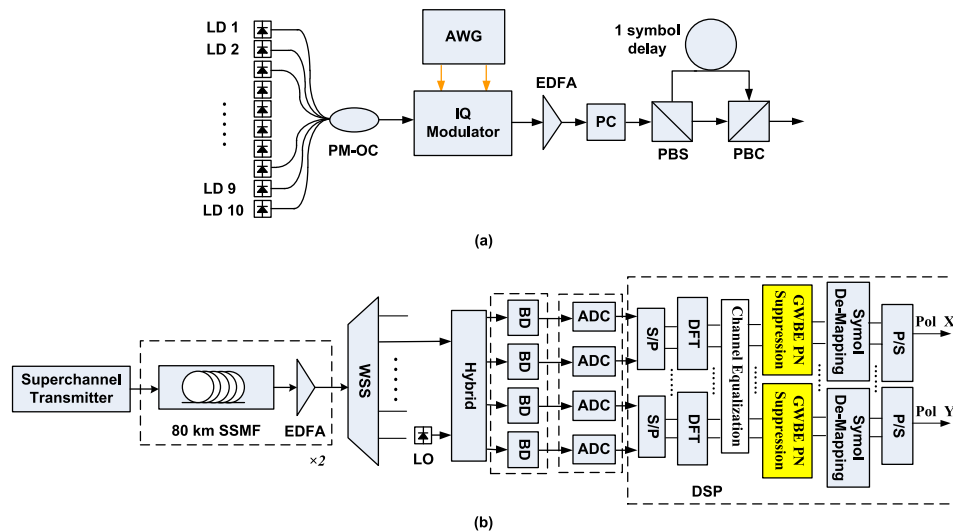 LD 1
LD 2
LD 9
LD 10
PM-OC
AWG
IQ
Modulator
EDFA
PC
PBS
1 symbol
delay
PBC
(a)
Superchannel
Transmitter
80 km SSMF
EDFA
×2
WSS
LO
Hybrid
BD
BD
BD
BD
ADC
ADC
ADC
ADC
S/P
S/P
DFT
DFT
Channel Equalization
GWBE PN
Suppression
GWBE PN
Suppression
Symol
De-Mapping
Symol
De-Mapping
P/S
P/S
Pol X
Pol Y
DSP
(b)